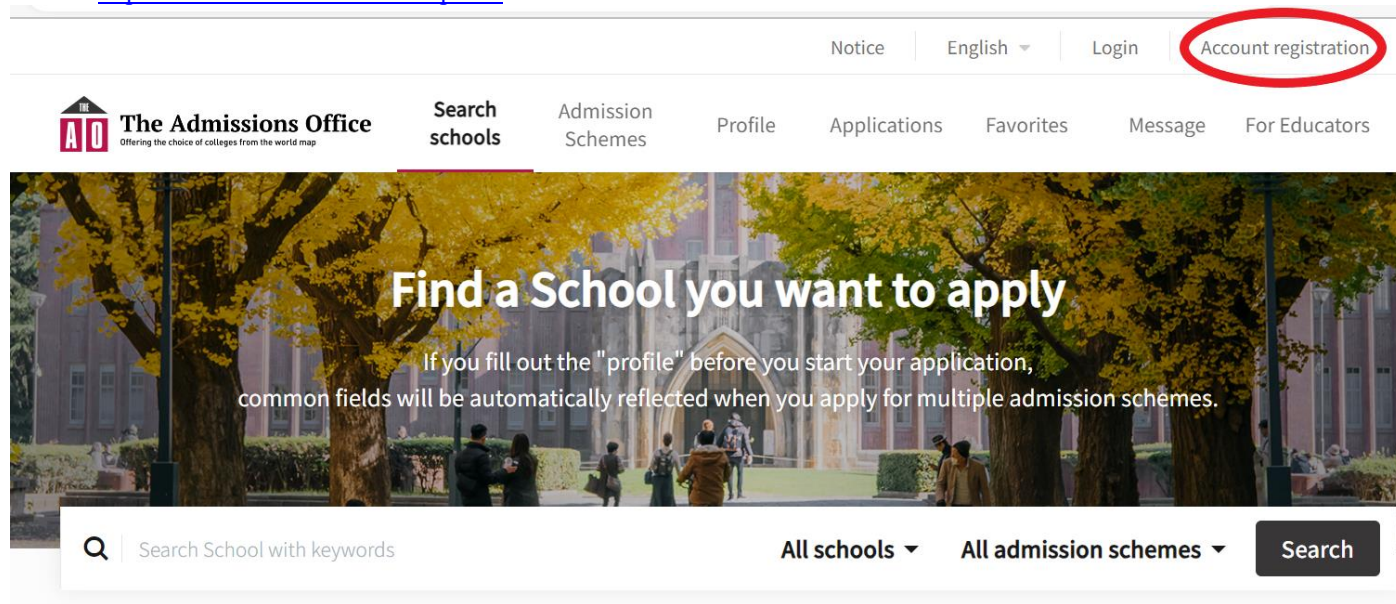 Notice English Login Account registration
THE AO The Admissions Office Search schools Admission Schemes Profile Applications Favorites Message For Educators
Offering the choice of colleges from the world map
Find a School you want to apply
If you fill out the "profile" before you start your application,
common fields will be automatically reflected when you apply for multiple admission schemes.
Search School with keywords All schools All admission schemes Search